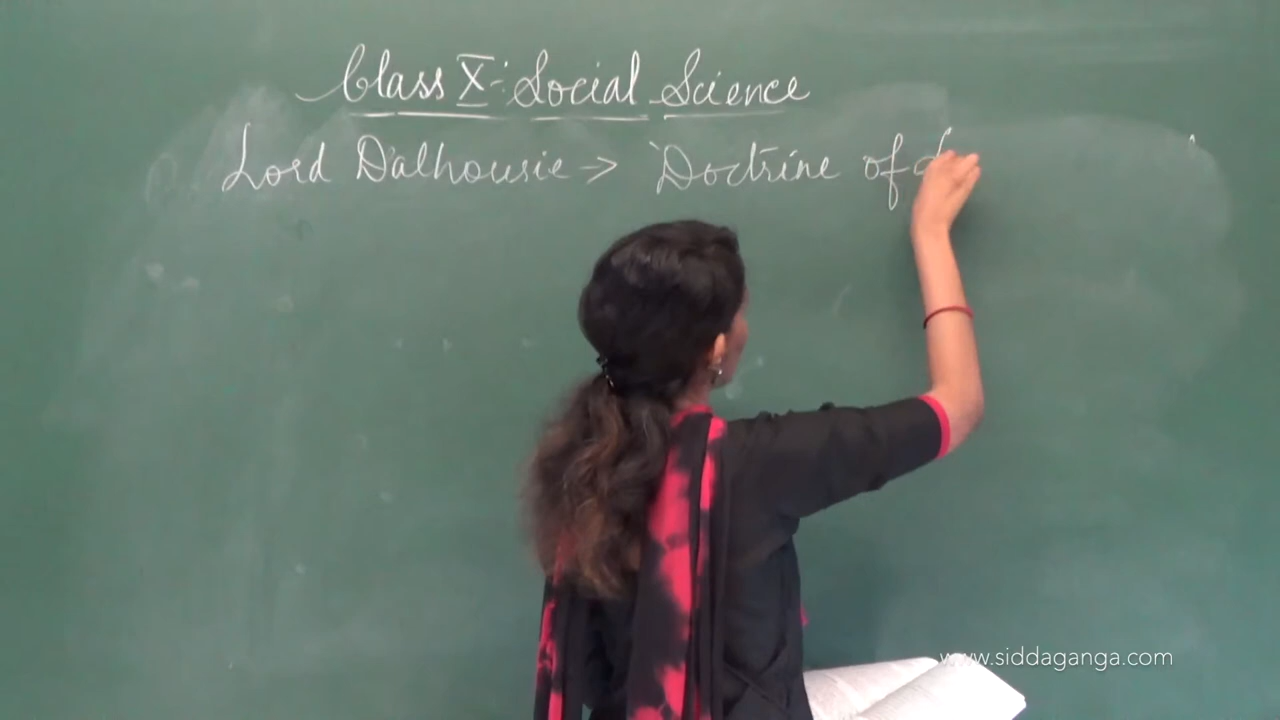 Class X : Social Science
Lord Dalhousie → `Doctrine of
www.siddaganga.com